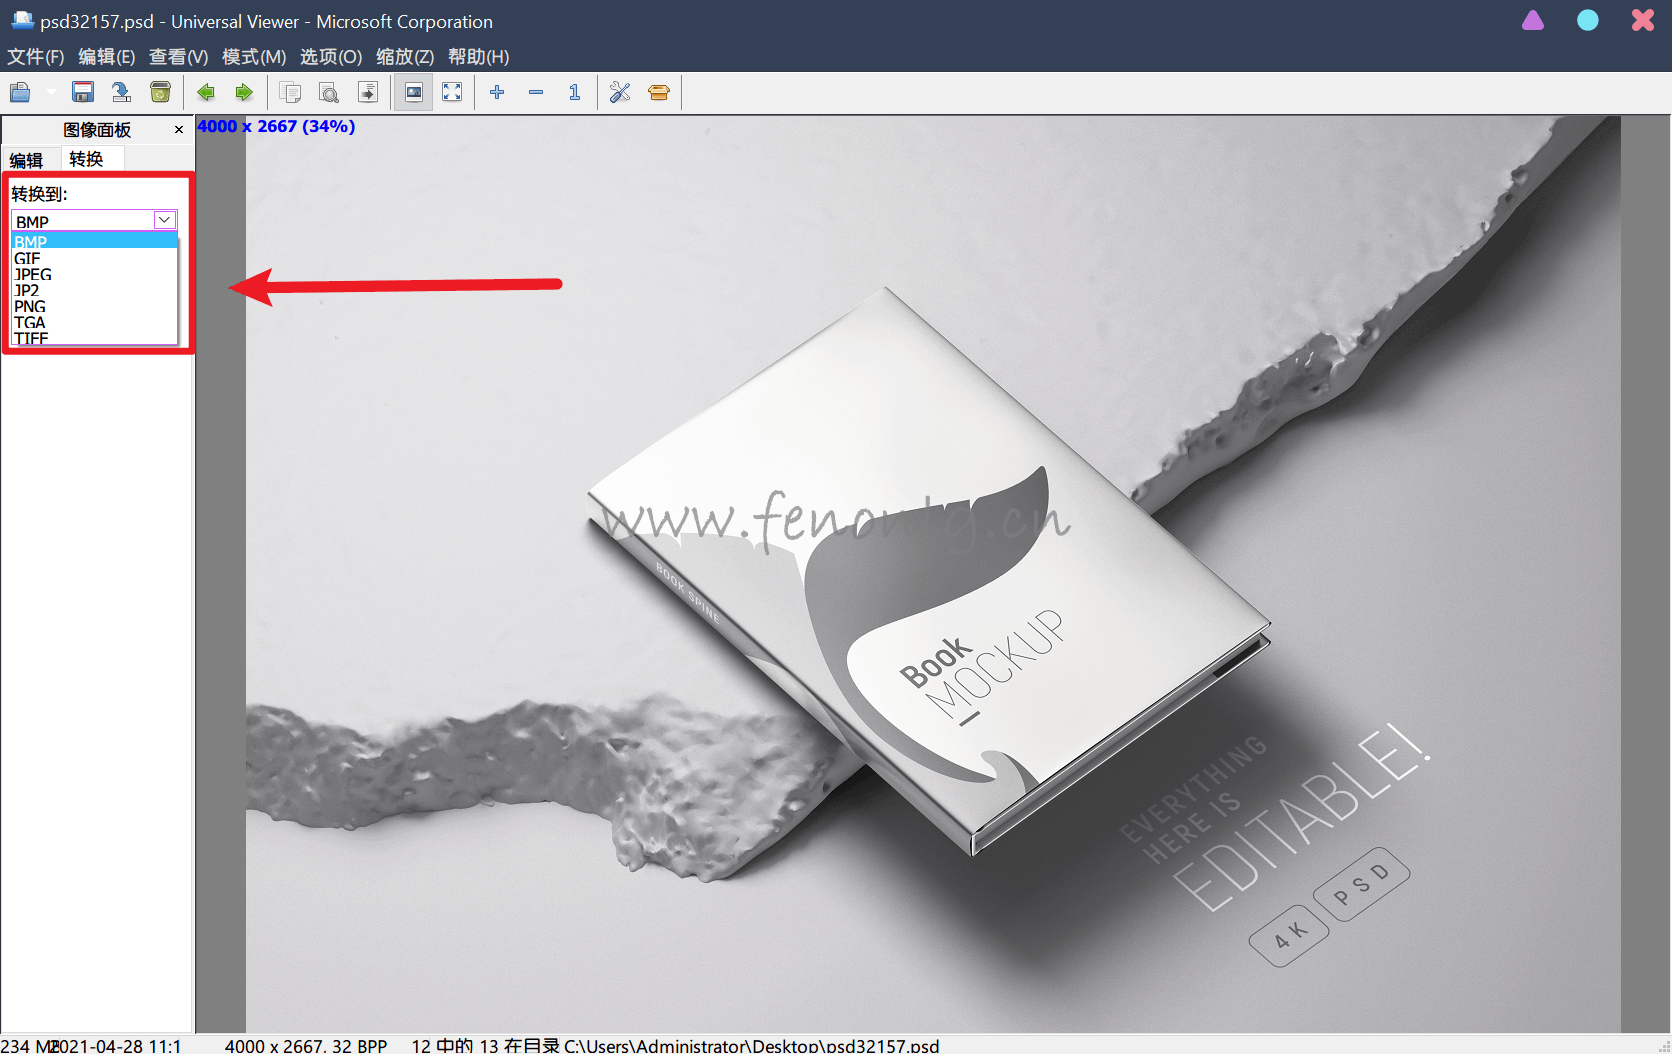 psd32157.psd - Universal Viewer - Microsoft Corporation
文件(F) 编辑(E) 查看(V) 模式(M) 选项(O) 缩放(Z) 帮助(H)
1
图像面板 ×
4000 x 2667 (34%)
编辑 转换
转换到:
BMP
BMP
GIF
JPEG
JP2
PNG
TGA
TIFF
BOOK SPINE
Book
MOCKUP
EVERYTHING
HERE IS
EDITABLE!
4K PSD
234 MB 2021-04-28 11:1 4000 x 2667, 32 BPP 12 中的 13 在目录 C:\Users\Administrator\Desktop\psd32157.psd